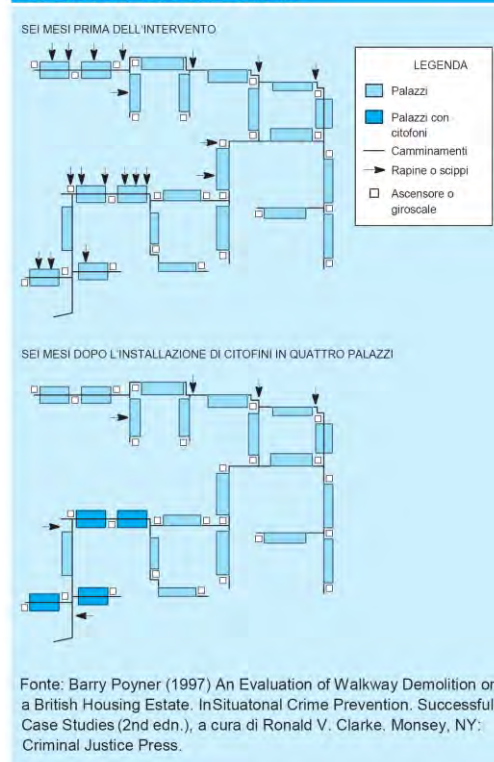 SEI MESI PRIMA DELL'INTERVENTO
LEGENDA
Palazzi
Palazzi con
citofoni
Camminamenti
Rapine o scippi
Ascensore o
giroscale
SEI MESI DOPO L'INSTALLAZIONE DI CITOFINI IN QUATTRO PALAZZI
Fonte: Barry Poyner (1997) An Evaluation of Walkway Demolition on
a British Housing Estate. InSituatonal Crime Prevention. Successful
Case Studies (2nd edn.), a cura di Ronald V. Clarke. Monsey, NY:
Criminal Justice Press.